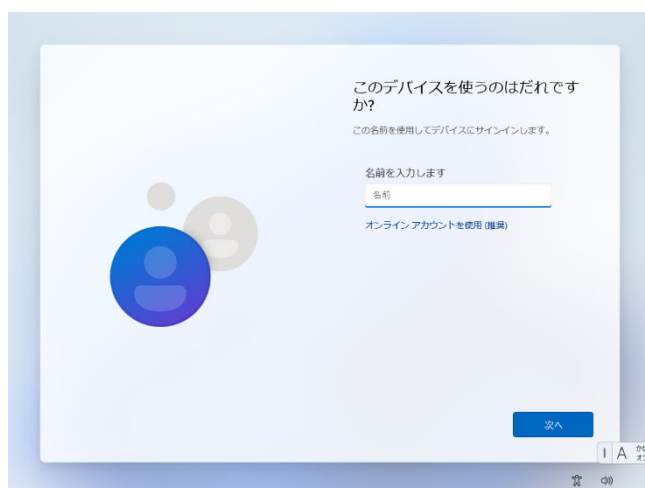 このデバイスを使うのはだれです
か?
この名前を使用してデバイスにサインインします。
名前を入力します
名前
オンライン アカウントを使用 (推奨)
次へ
A